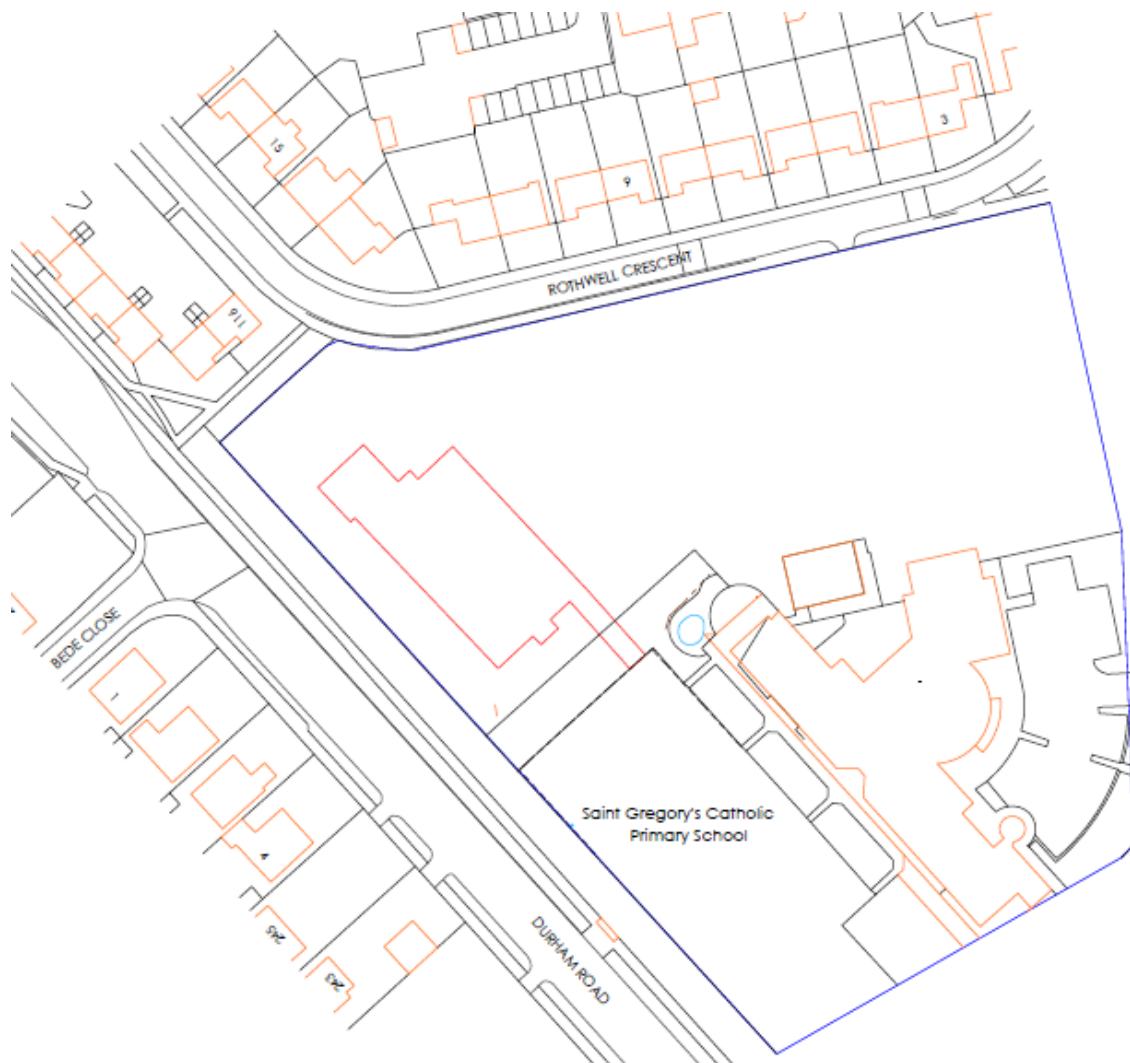 15
3
9
ROTHWELL CRESCENT
116
BEDE CLOSE
1
Saint Gregory's Catholic
Primary School
4
245
243
DURHAM ROAD